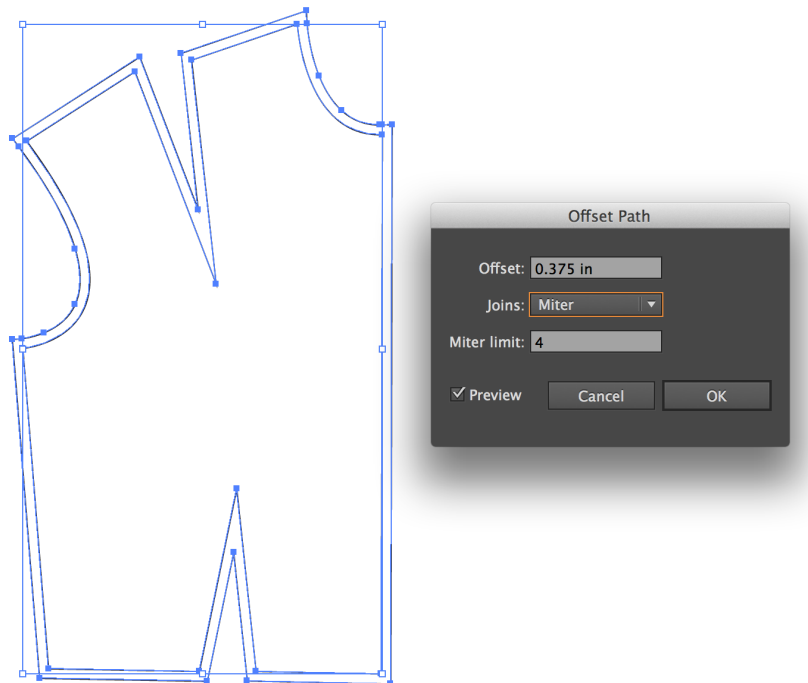 Offset Path
Offset: 0.375 in
Joins: Miter
Miter limit: 4
Preview Cancel OK